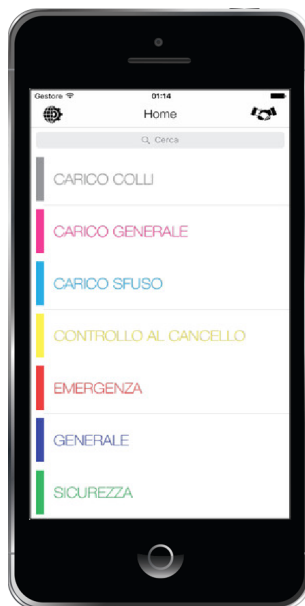 Gestore 01:14
Home
Cerca
CARICO COLLI
CARICO GENERALE
CARICO SFUSO
CONTROLLO AL CANCELLO
EMERGENZA
GENERALE
SICUREZZA